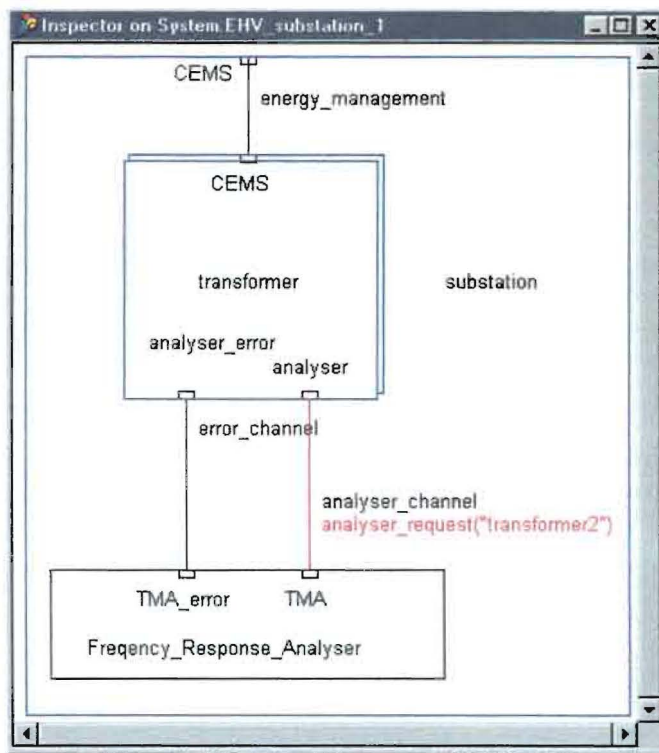 Inspector on System.EHV_substation_1
CEMS
energy_management
CEMS
transformer
substation
analyser_error
analyser
error_channel
analyser_channel
analyser_request("transformer2")
TMA_error
TMA
Freqency_Response_Analyser